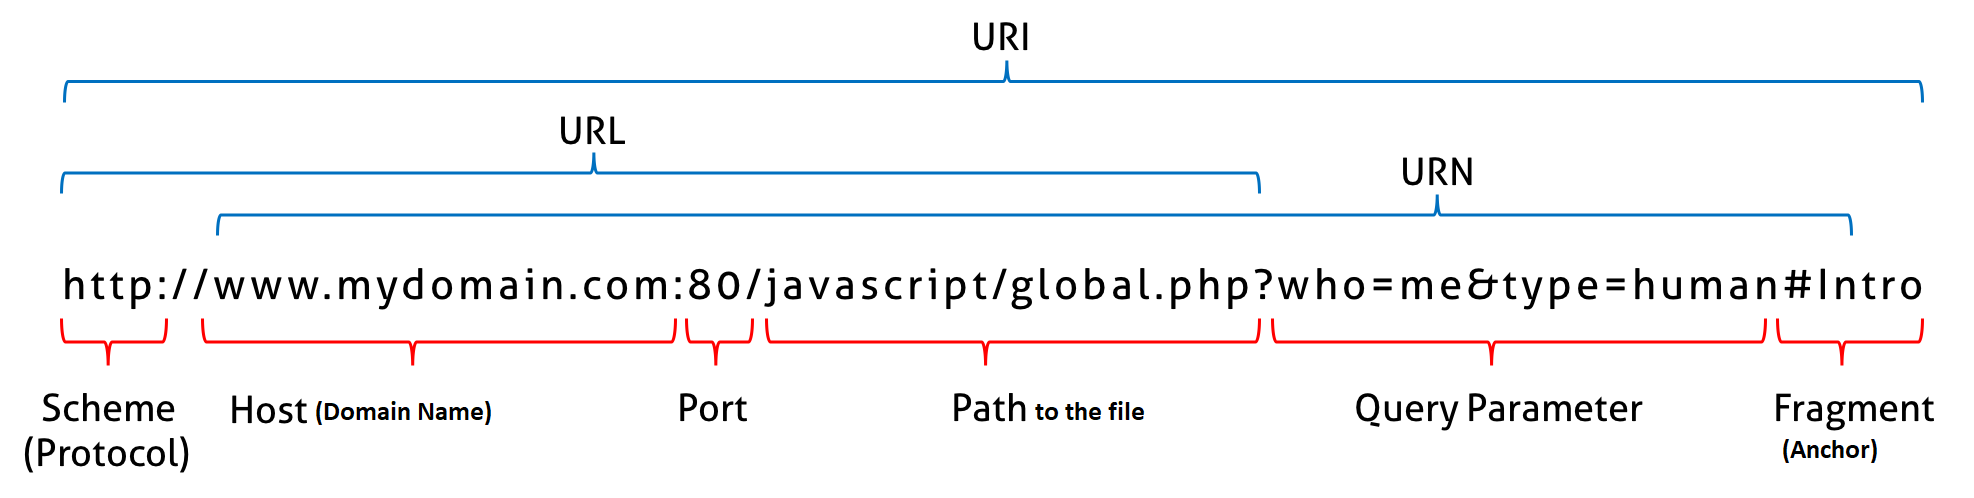 URI
URL
URN
http://www.mydomain.com:80/javascript/global.php?who=me&type=human#Intro
Scheme
(Protocol)
Host (Domain Name)
Port
Path to the file
Query Parameter
Fragment
(Anchor)